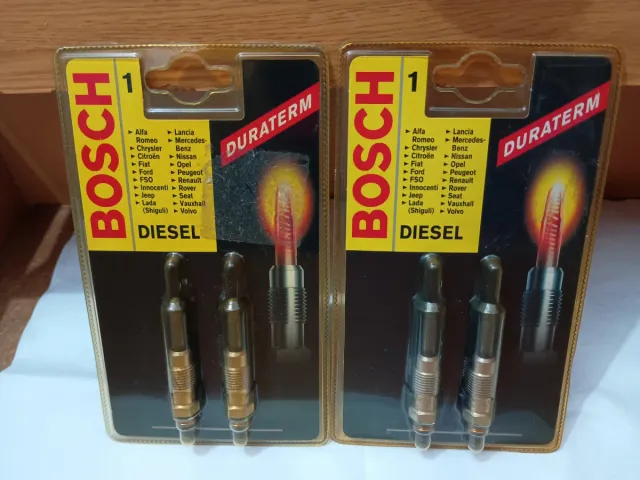 BOSCH
1
DURATERM
► Alfa
Romeo
► Chrysler
► Citroën
► Fiat
► Ford
► FSO
► Innocenti
► Jeep
► Lada
(Shiguli)
► Lancia
► Mercedes-
Benz
► Nissan
► Opel
► Peugeot
► Renault
► Rover
► Seat
► Vauxhall
► Volvo
DIESEL
BOSCH
1
DURATERM
► Alfa
Romeo
► Chrysler
► Citroën
► Fiat
► Ford
► FSO
► Innocenti
► Jeep
► Lada
(Shiguli)
► Lancia
► Mercedes-
Benz
► Nissan
► Opel
► Peugeot
► Renault
► Rover
► Seat
► Vauxhall
► Volvo
DIESEL